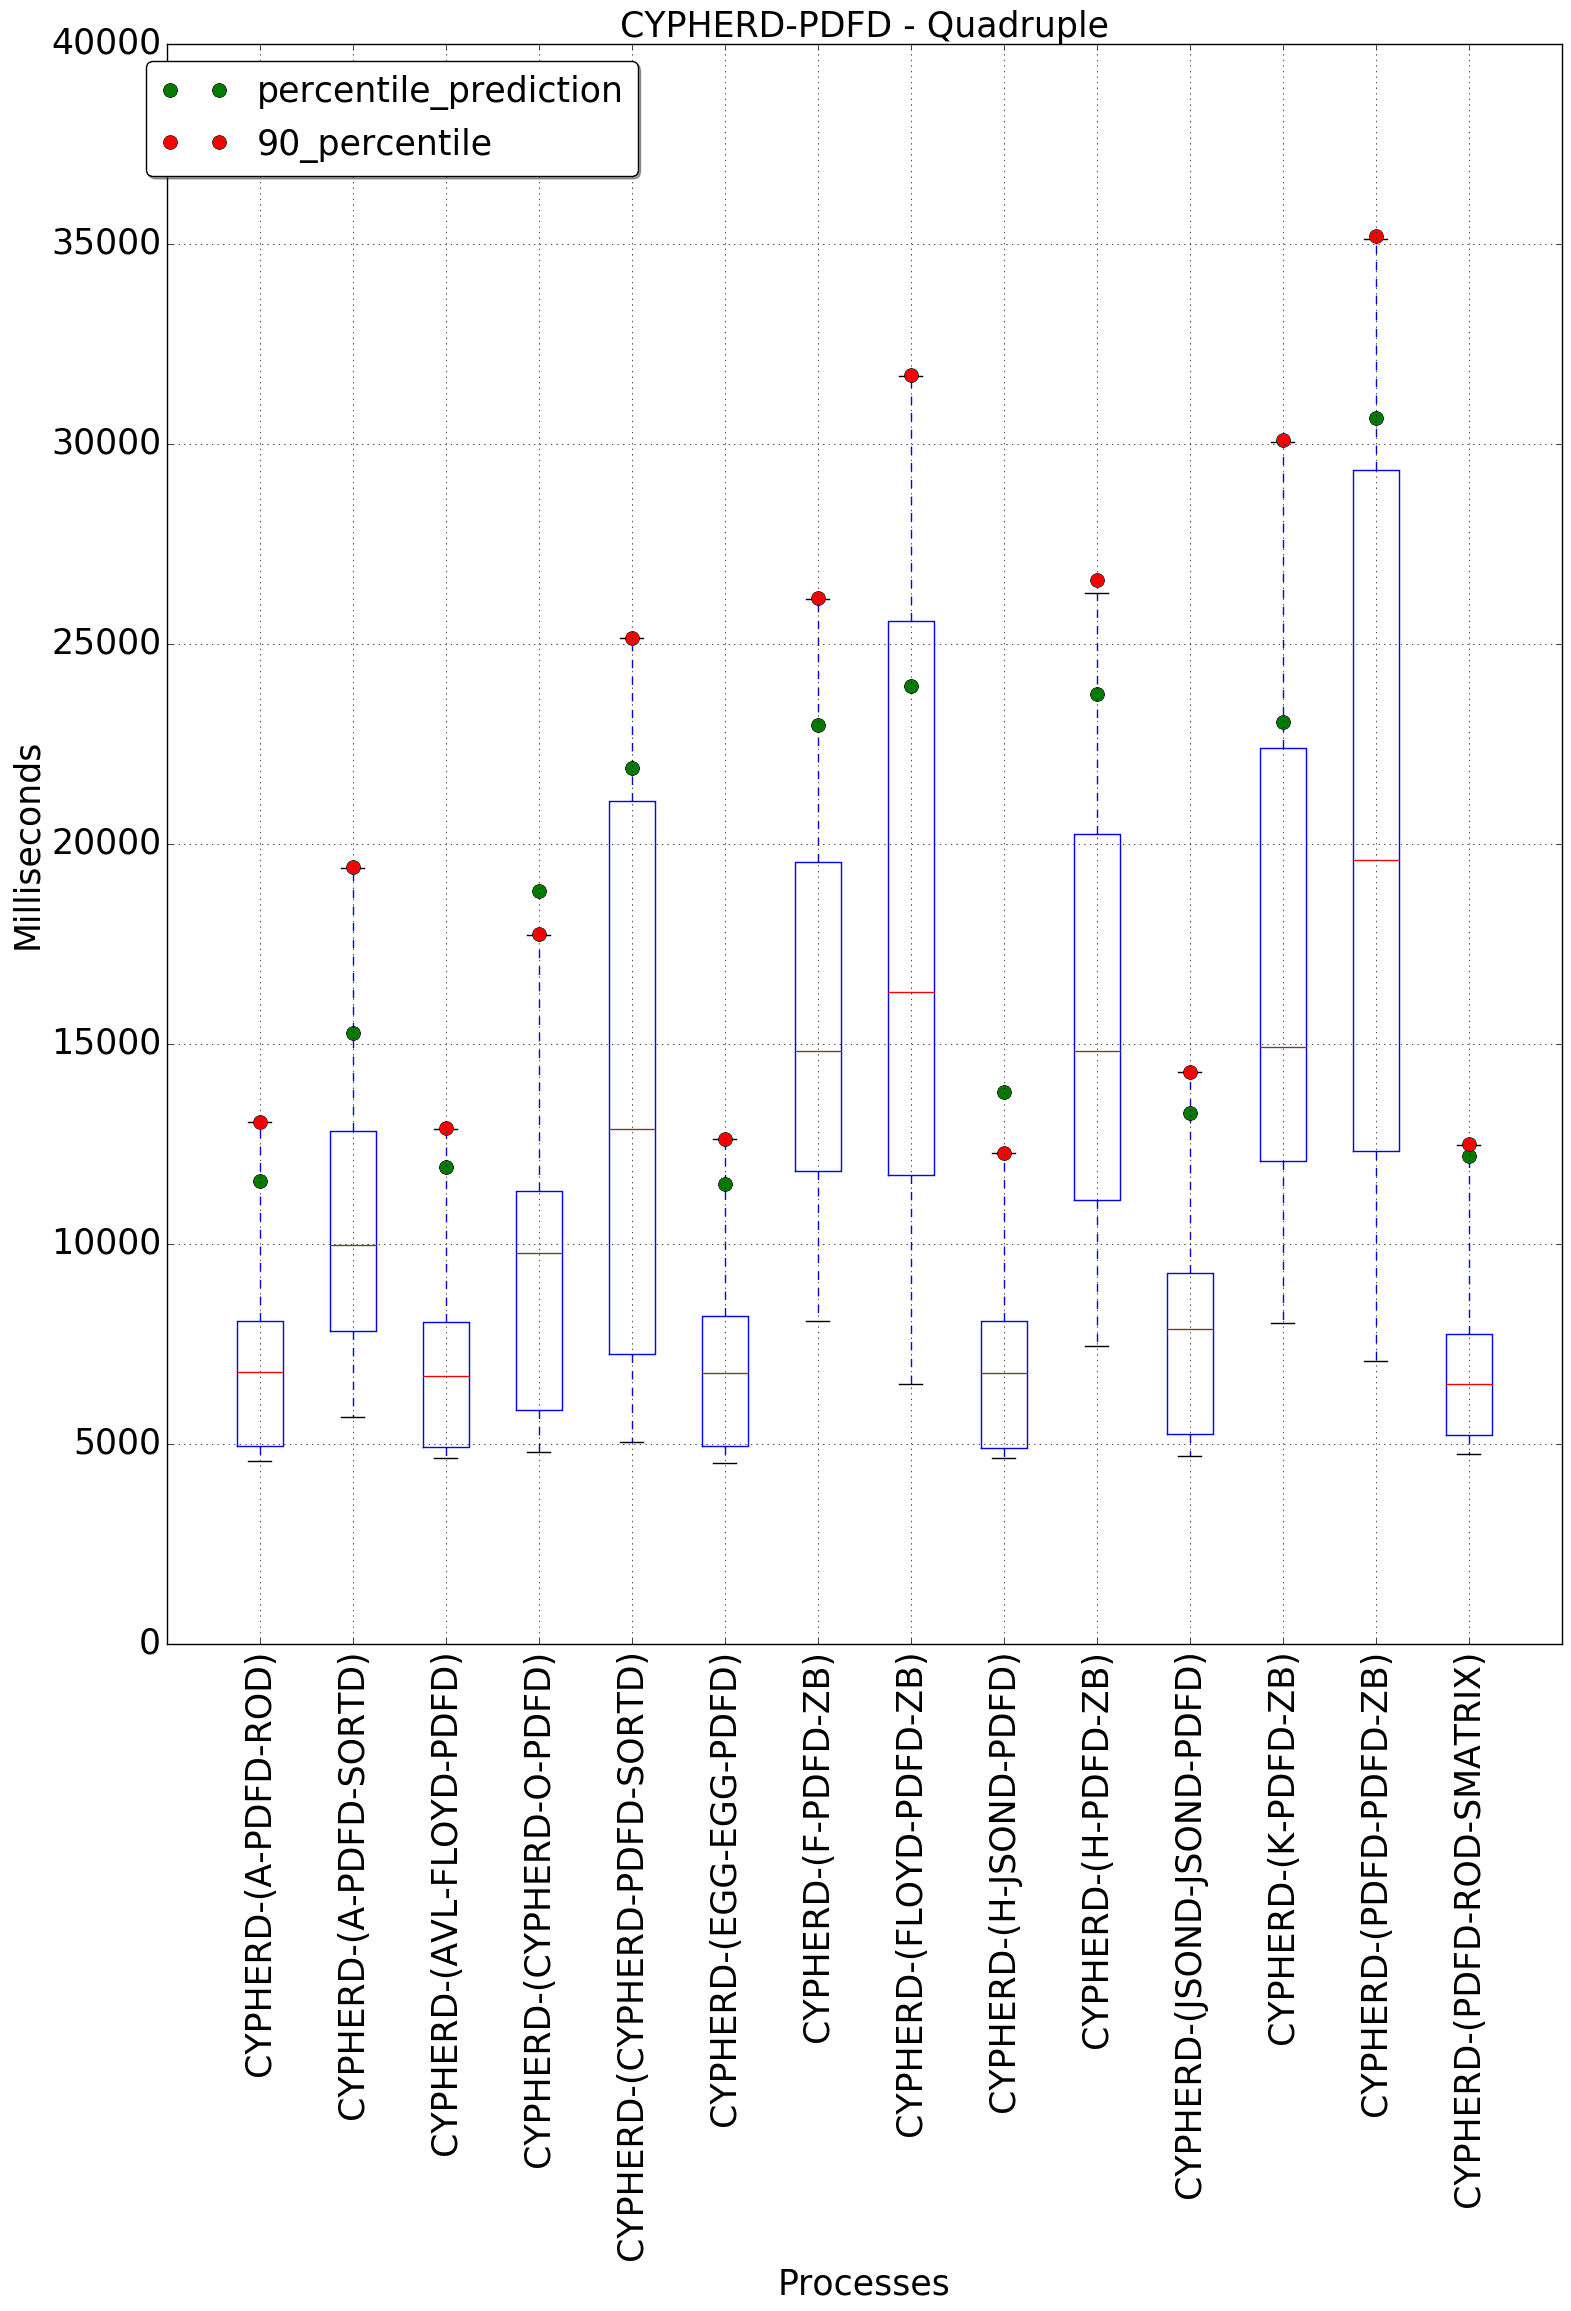 CYPHERD-PDFD - Quadruple
percentile_prediction
90_percentile
40000
35000
30000
25000
20000
15000
10000
5000
0
Milliseconds
CYPHERD-(A-PDFD-ROD)
CYPHERD-(A-PDFD-SORTD)
CYPHERD-(AVL-FLOYD-PDFD)
CYPHERD-(CYPHERD-O-PDFD)
CYPHERD-(CYPHERD-PDFD-SORTD)
CYPHERD-(EGG-EGG-PDFD)
CYPHERD-(F-PDFD-ZB)
CYPHERD-(FLOYD-PDFD-ZB)
CYPHERD-(H-JSOND-PDFD)
CYPHERD-(H-PDFD-ZB)
CYPHERD-(JSOND-JSOND-PDFD)
CYPHERD-(K-PDFD-ZB)
CYPHERD-(PDFD-PDFD-ZB)
CYPHERD-(PDFD-ROD-SMATRIX)
Processes